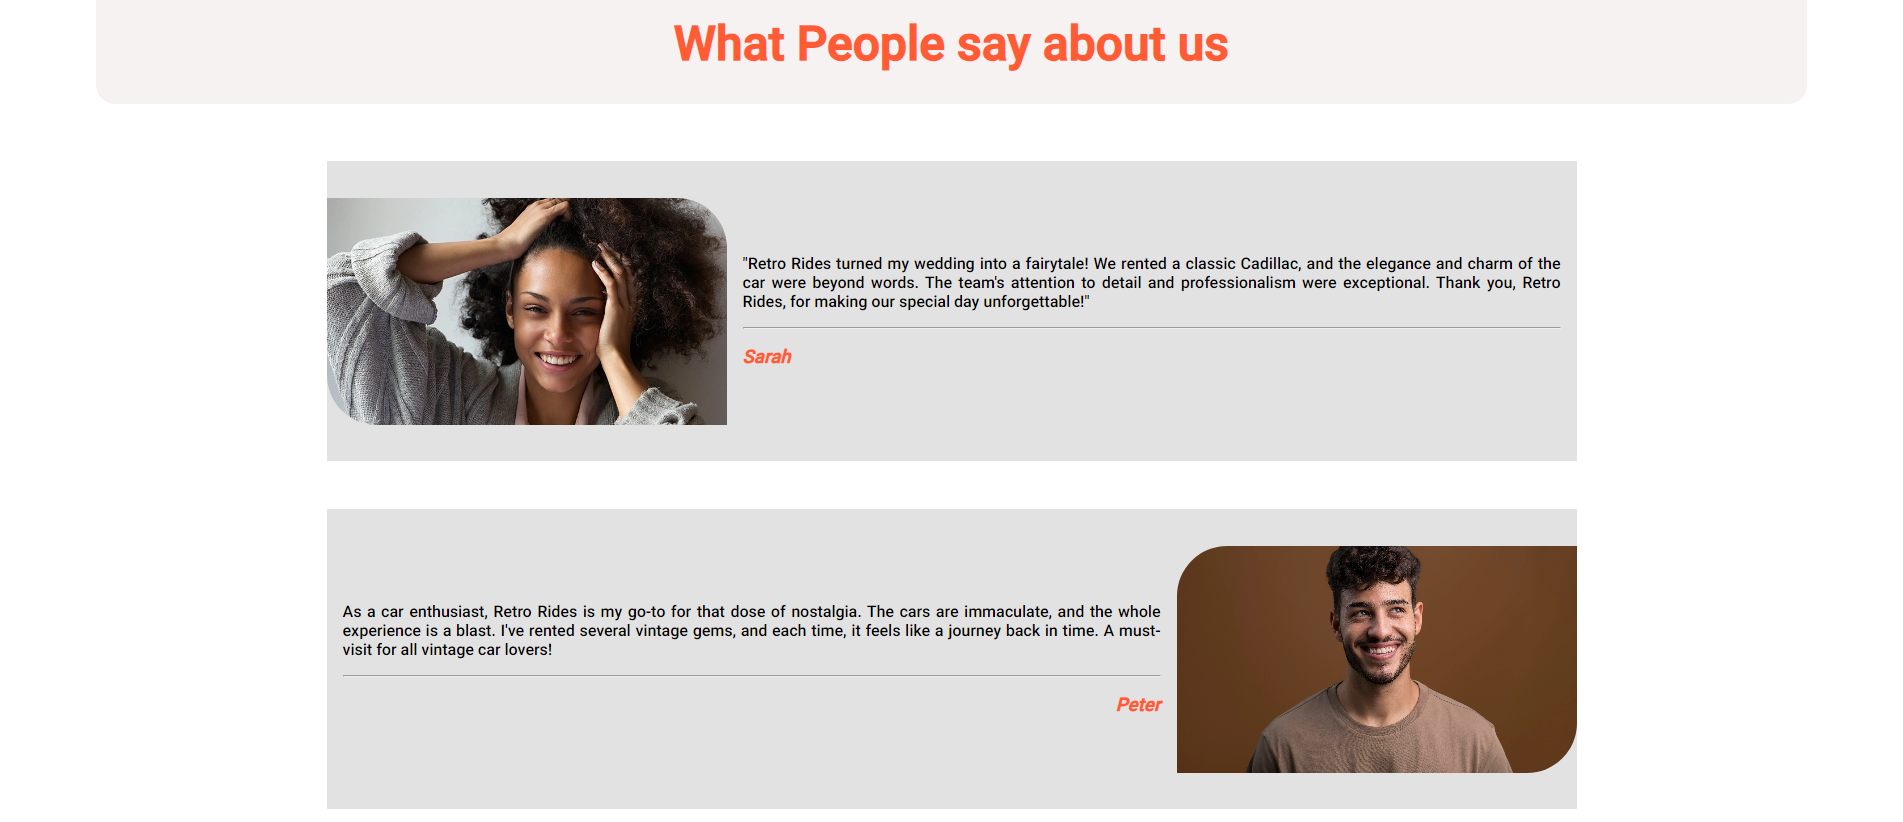 What People say about us
"Retro Rides turned my wedding into a fairytale! We rented a classic Cadillac, and the elegance and charm of the
car were beyond words. The team's attention to detail and professionalism were exceptional. Thank you, Retro
Rides, for making our special day unforgettable!"
Sarah
As a car enthusiast, Retro Rides is my go-to for that dose of nostalgia. The cars are immaculate, and the whole
experience is a blast. I've rented several vintage gems, and each time, it feels like a journey back in time. A must-
visit for all vintage car lovers!
Peter